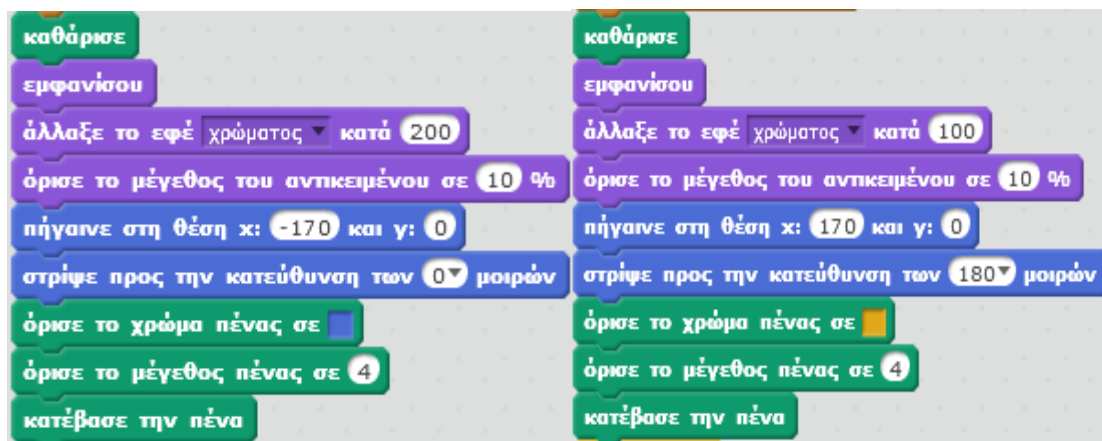 καθάρισε
εμφανίσου
άλλαξε το εφέ χρώματος κατά 200
όρισε το μέγεθος του αντικειμένου σε 10 %
πήγαινε στη θέση x: -170 και y: 0
στρίψε προς την κατεύθυνση των 0 μοιρών
όρισε το χρώμα πένας σε
όρισε το μέγεθος πένας σε 4
κατέβασε την πένα
καθάρισε
εμφανίσου
άλλαξε το εφέ χρώματος κατά 100
όρισε το μέγεθος του αντικειμένου σε 10 %
πήγαινε στη θέση x: 170 και y: 0
στρίψε προς την κατεύθυνση των 180 μοιρών
όρισε το χρώμα πένας σε
όρισε το μέγεθος πένας σε 4
κατέβασε την πένα